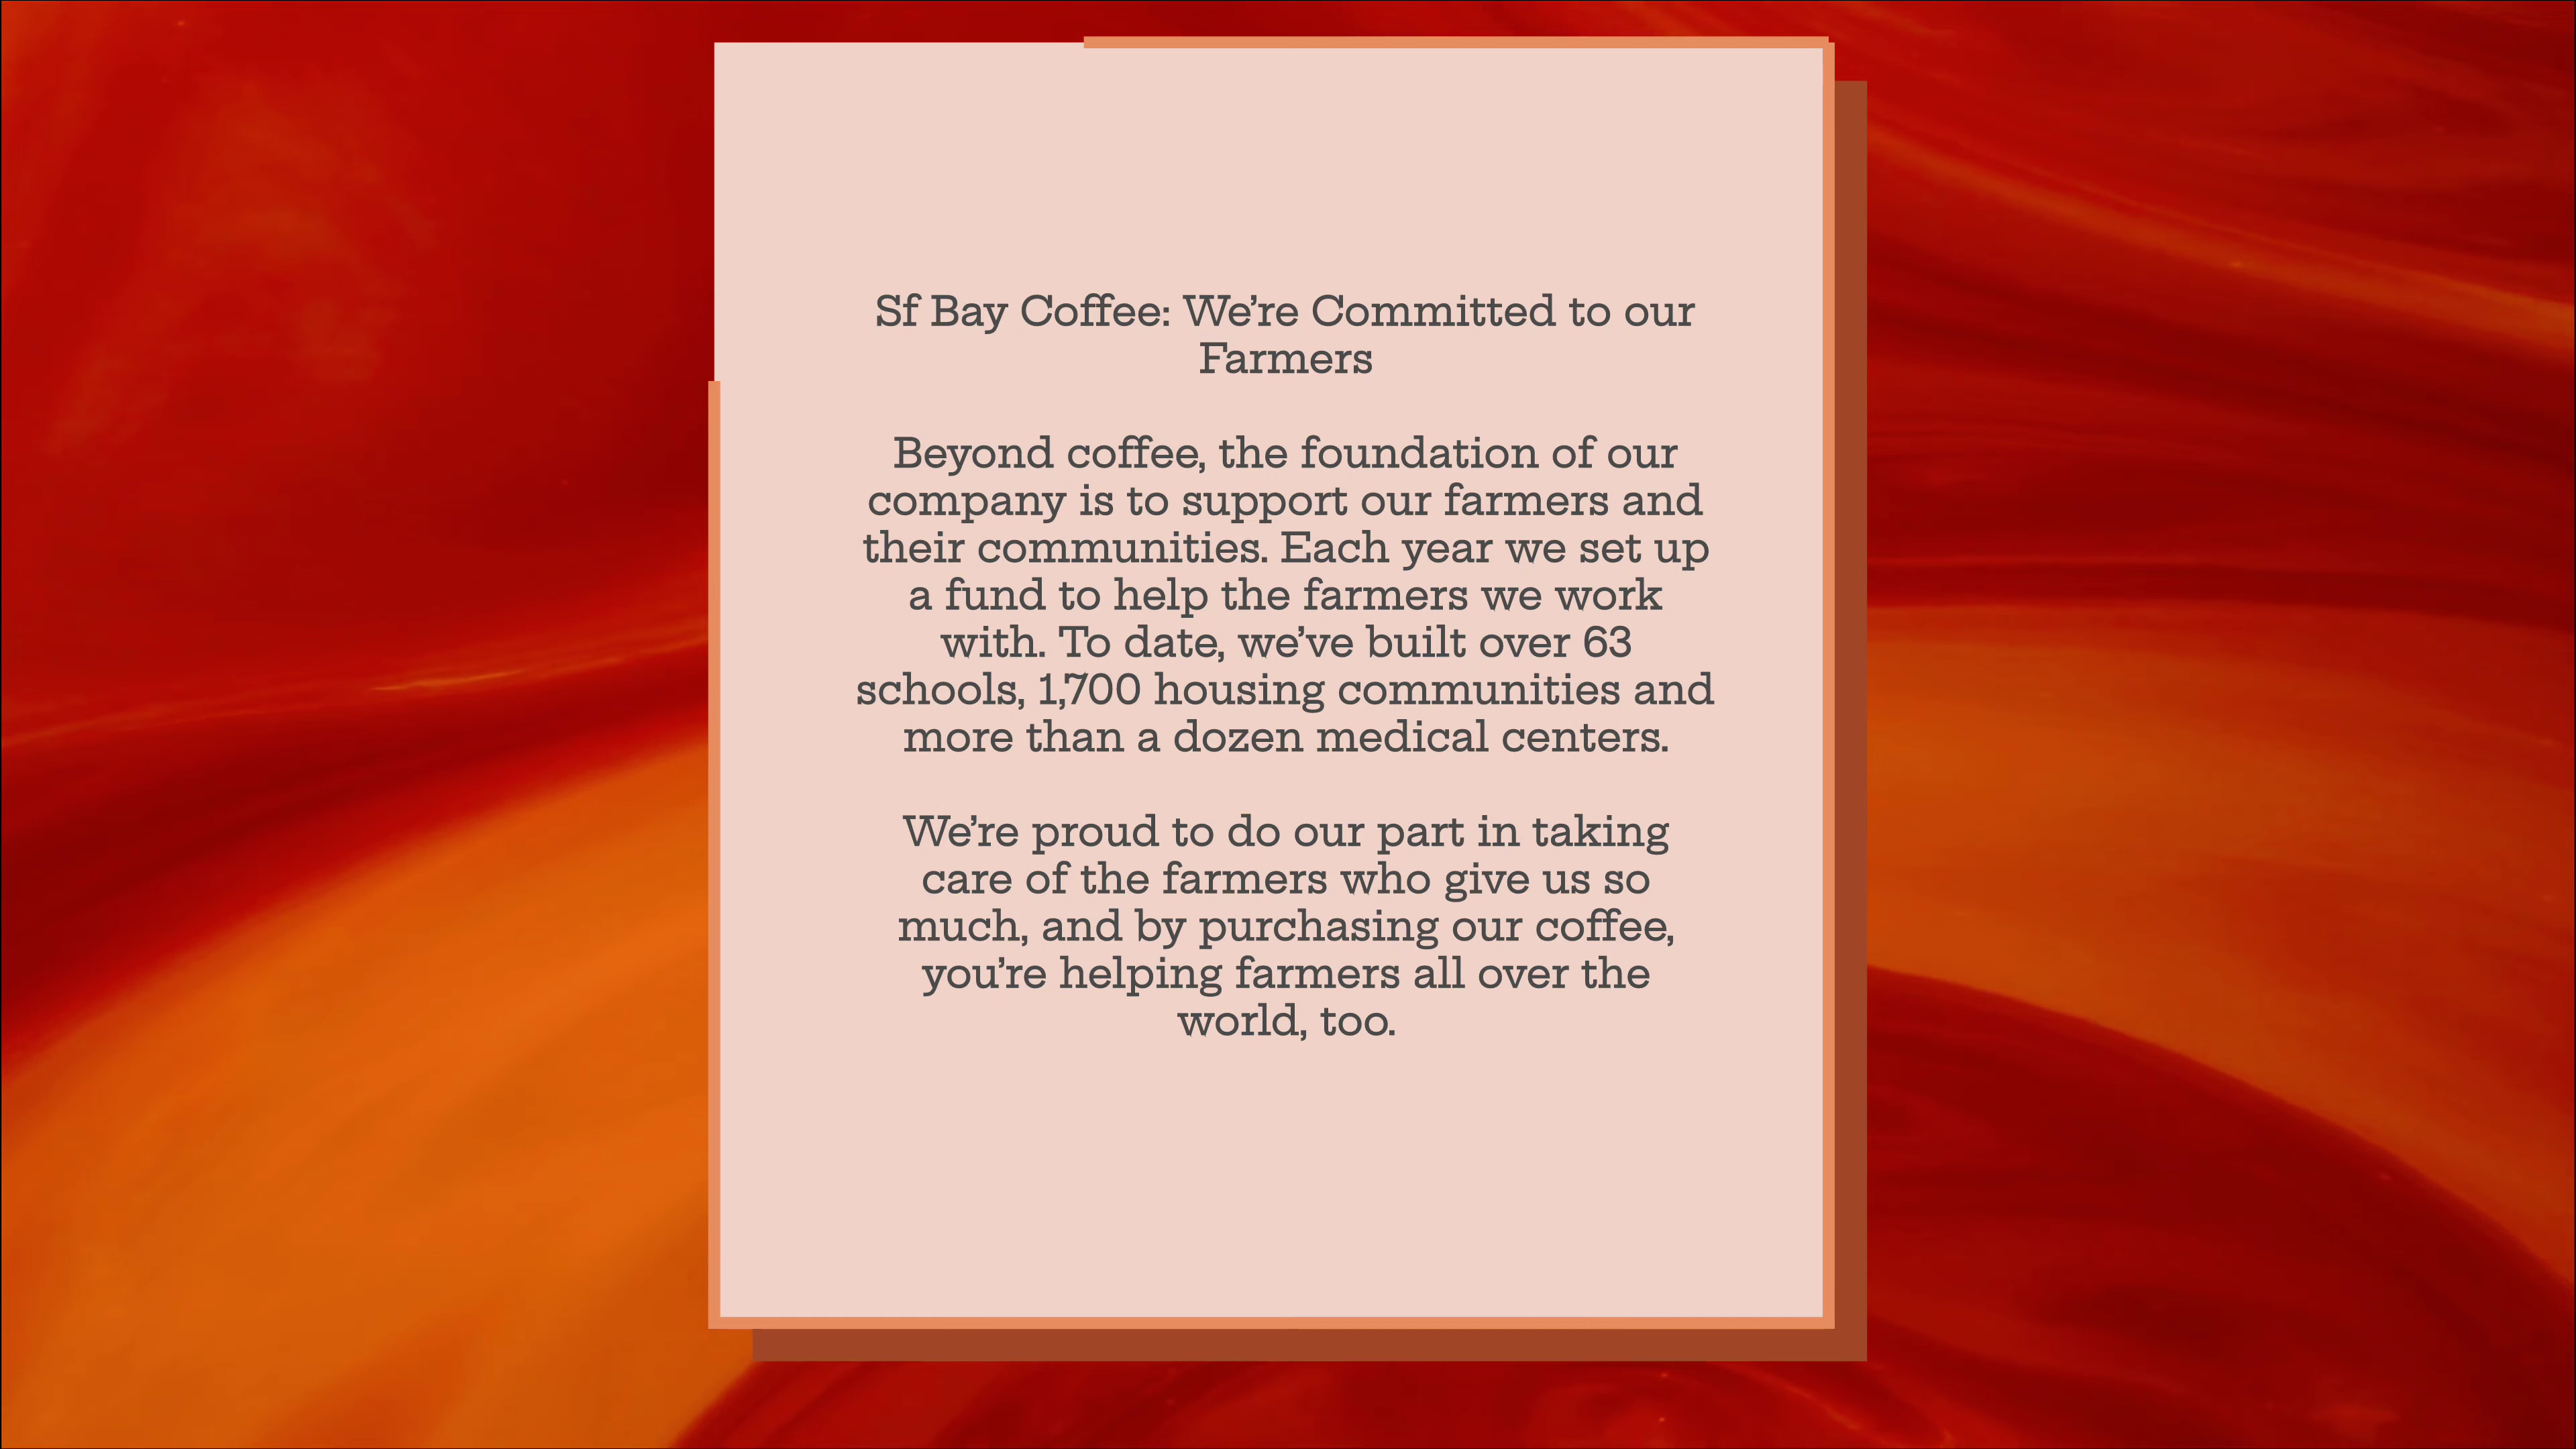 Sf Bay Coffee: We’re Committed to our
Farmers
Beyond coffee, the foundation of our
company is to support our farmers and
their communities. Each year we set up
a fund to help the farmers we work
with. To date, we’ve built over 63
schools, 1,700 housing communities and
more than a dozen medical centers.
We’re proud to do our part in taking
care of the farmers who give us so
much, and by purchasing our coffee,
you’re helping farmers all over the
world, too.